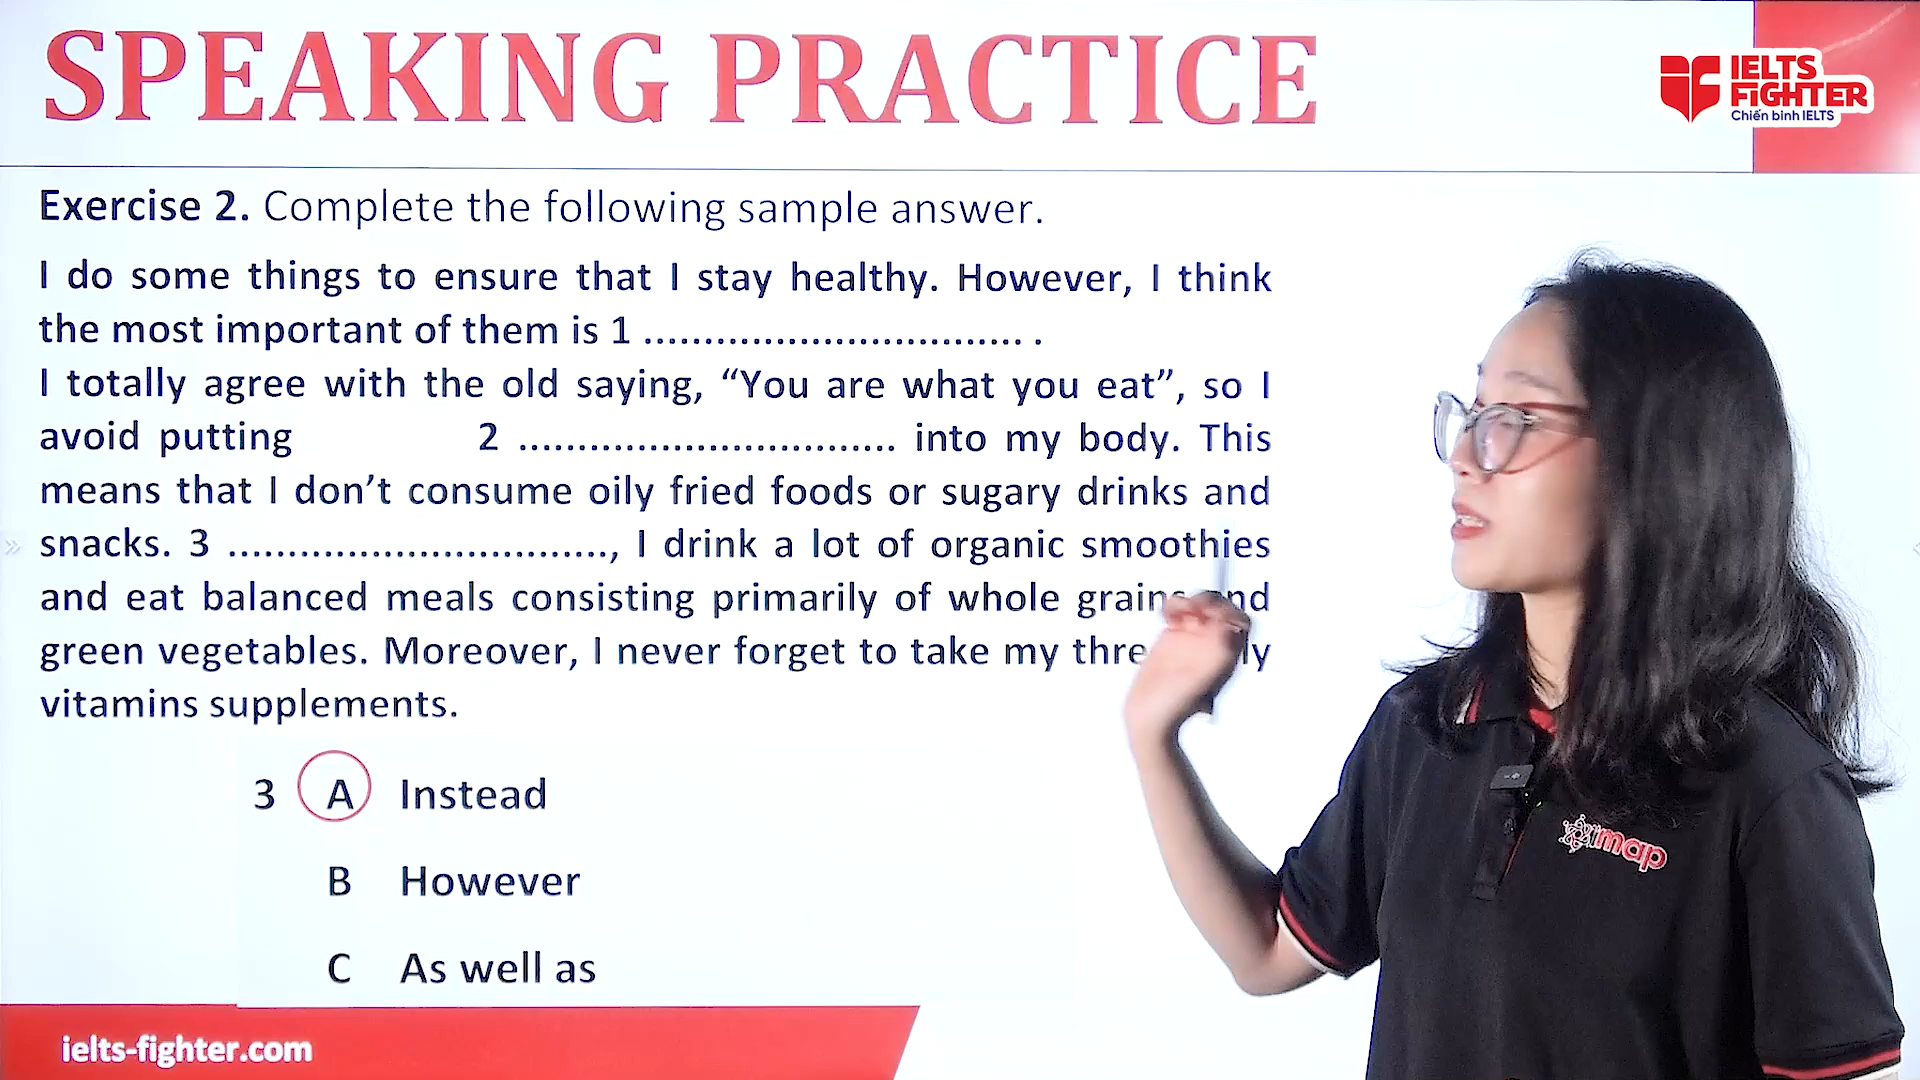 SPEAKING PRACTICE
IELTS
FIGHTER
Chiến binh IELTS
Exercise 2. Complete the following sample answer.
I do some things to ensure that I stay healthy. However, I think
the most important of them is 1 ................................ .
I totally agree with the old saying, “You are what you eat”, so I
avoid putting 2 ................................ into my body. This
means that I don’t consume oily fried foods or sugary drinks and
snacks. 3 ................................, I drink a lot of organic smoothies
and eat balanced meals consisting primarily of whole grains and
green vegetables. Moreover, I never forget to take my
vitamins supplements.
3 A Instead
B However
C As well as
imap
ielts-fighter.com